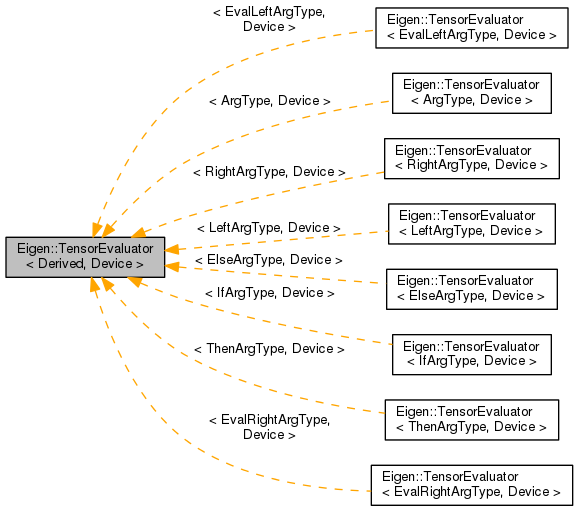 < EvalLeftArgType,
Device >
Eigen::TensorEvaluator
< EvalLeftArgType, Device >
< ArgType, Device >
Eigen::TensorEvaluator
< ArgType, Device >
< RightArgType, Device >
Eigen::TensorEvaluator
< RightArgType, Device >
< LeftArgType, Device >
Eigen::TensorEvaluator
< LeftArgType, Device >
Eigen::TensorEvaluator
< Derived, Device >
< ElseArgType, Device >
Eigen::TensorEvaluator
< ElseArgType, Device >
< IfArgType, Device >
Eigen::TensorEvaluator
< IfArgType, Device >
< ThenArgType, Device >
Eigen::TensorEvaluator
< ThenArgType, Device >
< EvalRightArgType,
Device >
Eigen::TensorEvaluator
< EvalRightArgType, Device >